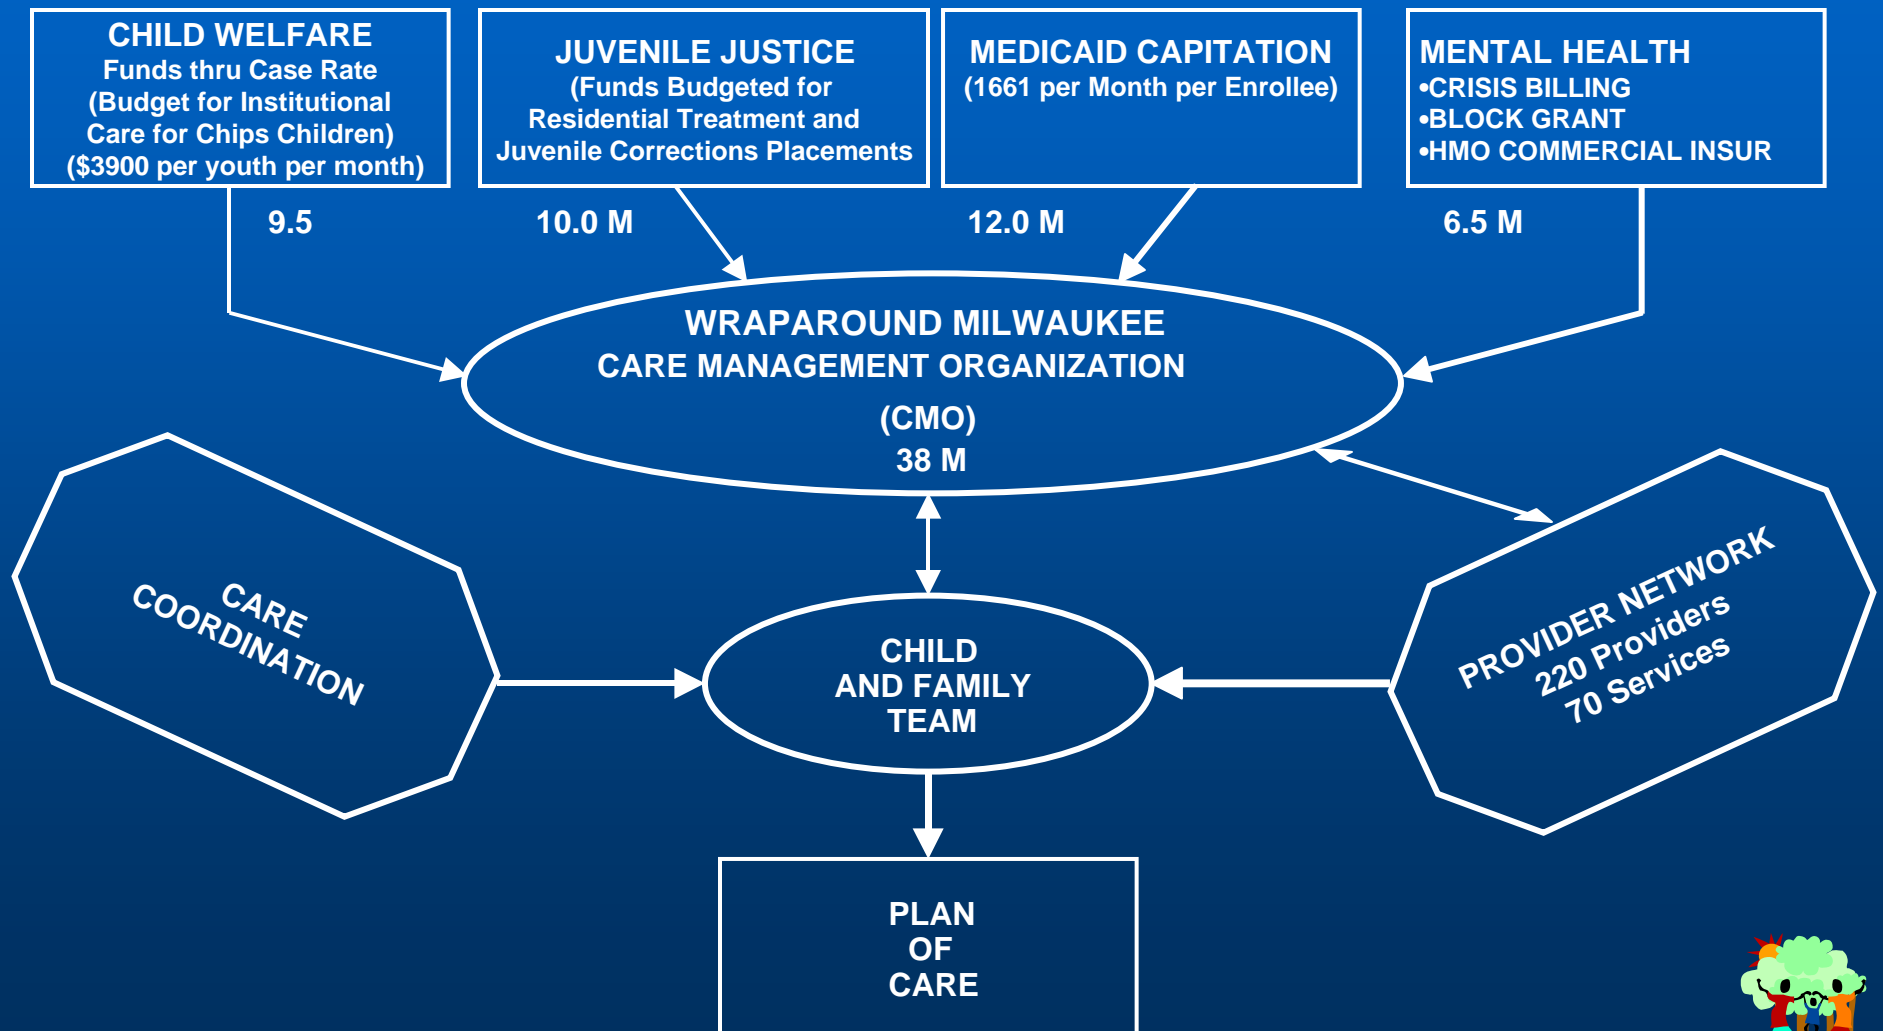 CHILD WELFARE
Funds thru Case Rate
(Budget for Institutional
Care for Chips Children)
($3900 per youth per month)
JUVENILE JUSTICE
(Funds Budgeted for
Residential Treatment and
Juvenile Corrections Placements
MEDICAID CAPITATION
(1661 per Month per Enrollee)
MENTAL HEALTH
•CRISIS BILLING
•BLOCK GRANT
•HMO COMMERCIAL INSUR
9.5
10.0 M
12.0 M
6.5 M
WRAPAROUND MILWAUKEE
CARE MANAGEMENT ORGANIZATION
(CMO)
38 M
CARE
COORDINATION
CHILD
AND FAMILY
TEAM
PROVIDER NETWORK
220 Providers
70 Services
PLAN
OF
CARE